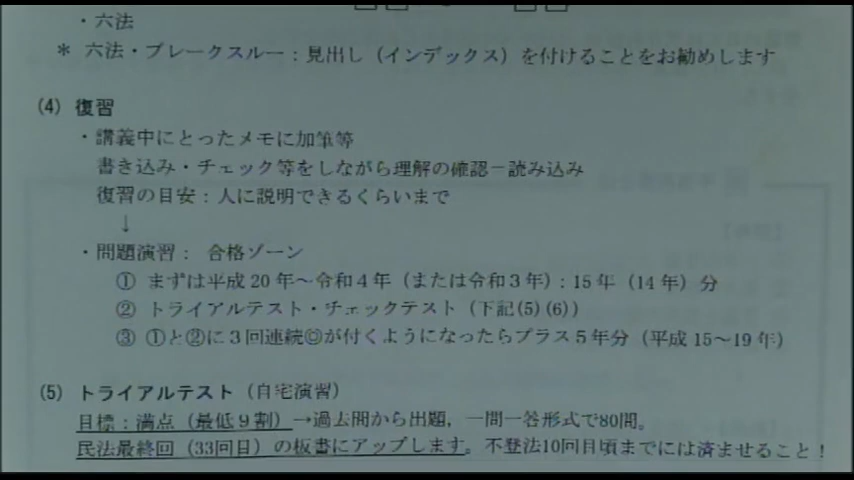 ・六法
* 六法・ブレークスルー：見出し（インデックス）を付けることをお勧めします
(4) 復習
・講義中にとったメモに加筆等
書き込み・チェック等をしながら理解の確認－読み込み
復習の目安：人に説明できるくらいまで
↓
・問題演習： 合格ゾーン
① まずは平成20年～令和４年（または令和３年）：15年（14年）分
② トライアルテスト・チェックテスト（下記(5)(6)）
③ ①と②に３回連続◎が付くようになったらプラス５年分（平成15～19年）
(5) トライアルテスト（自宅演習）
目標：満点（最低９割）→過去問から出題，一問一答形式で80問。
民法最終回（33回目）の板書にアップします。不登法10回目頃までには済ませること！